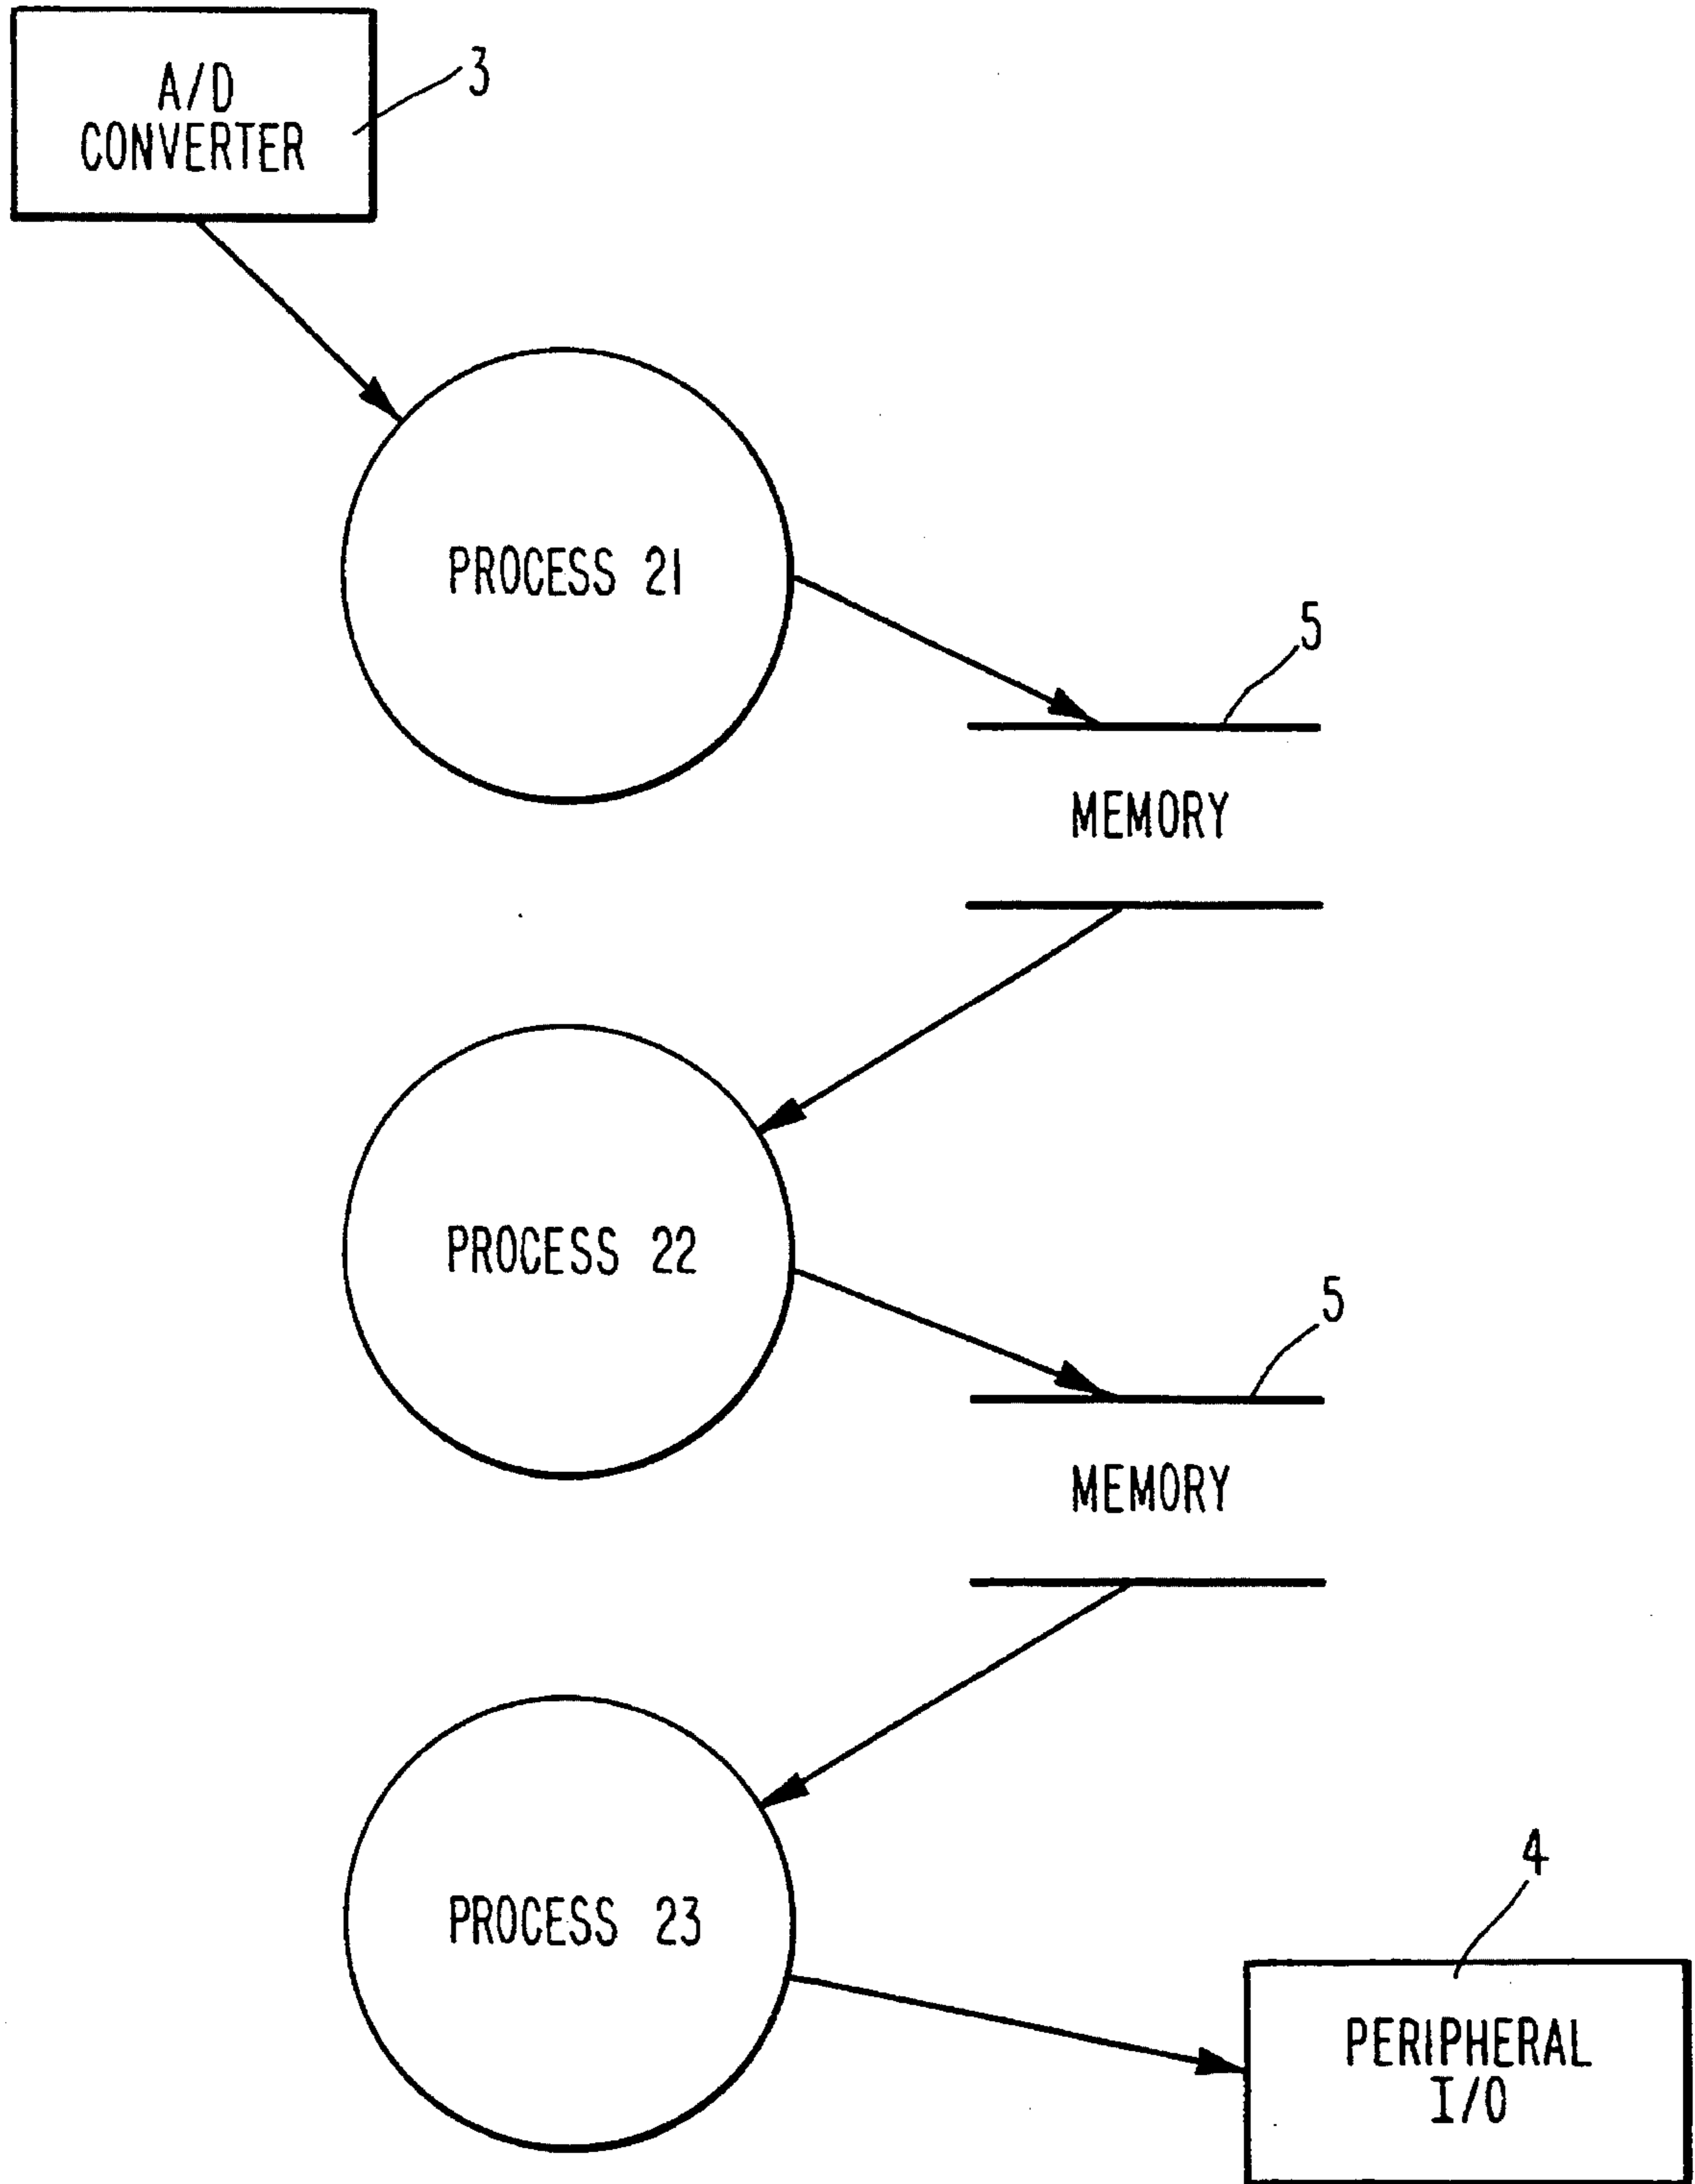 A/D
CONVERTER
3
PROCESS 21
5
MEMORY
PROCESS 22
5
MEMORY
PROCESS 23
4
PERIPHERAL
I/O